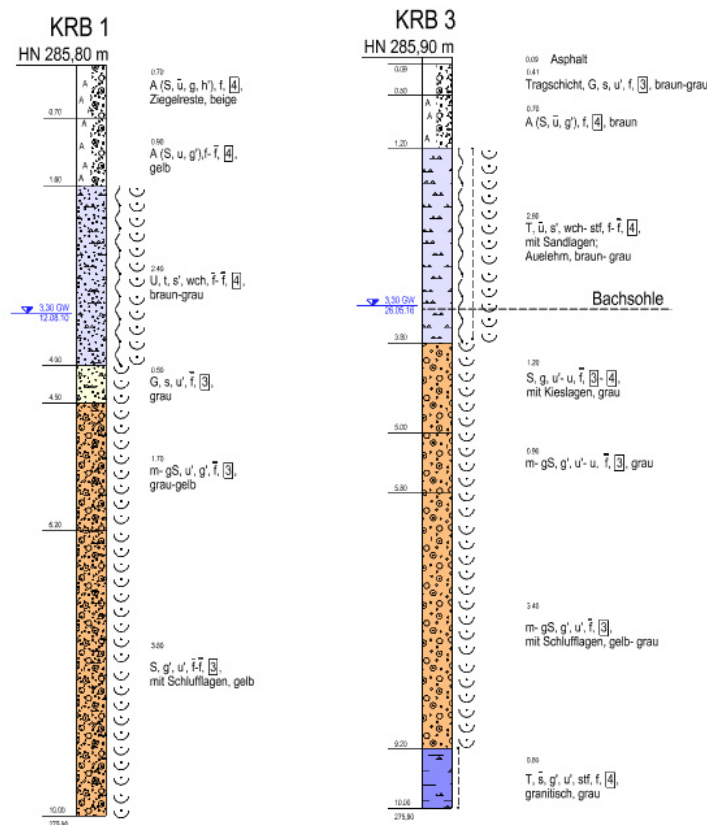 KRB 1
HN 285,80 m
0.70
A (S, ū, g, h'), f, 4,
Ziegelreste, beige
0.70
0.90
A (S, u, g'),f- f̄, 4,
gelb
1.60
2.40
U, t, s', wch, f̄- f̄, 4,
braun-grau
3,30 GW
12.08.10
4.00
0.50
G, s, u', f̄, 3,
grau
4.50
1.70
m- gS, u', g', f̄, 3,
grau-gelb
6.20
3.80
S, g', u', f̄-f̄, 3,
mit Schlufflagen, gelb
10.00
275,80
KRB 3
HN 285,90 m
0.09 Asphalt
0.09
0.41
Tragschicht, G, s, u', f, 3, braun-grau
0.50
0.70
A (S, ū, g'), f, 4, braun
1.20
2.60
T, ū, s', wch- stf, f- f̄, 4,
mit Sandlagen;
Auelehm, braun- grau
3,30 GW
26.05.16
Bachsohle
3.80
1.20
S, g, u'- u, f̄, 3- 4,
mit Kieslagen, grau
5.00
0.80
m- gS, g', u'- u, f̄, 3, grau
5.80
3.40
m- gS, g', u', f̄, 3,
mit Schlufflagen, gelb- grau
9.20
0.80
T, s̄, g', u', stf, f, 4,
granitisch, grau
10.00
275,90